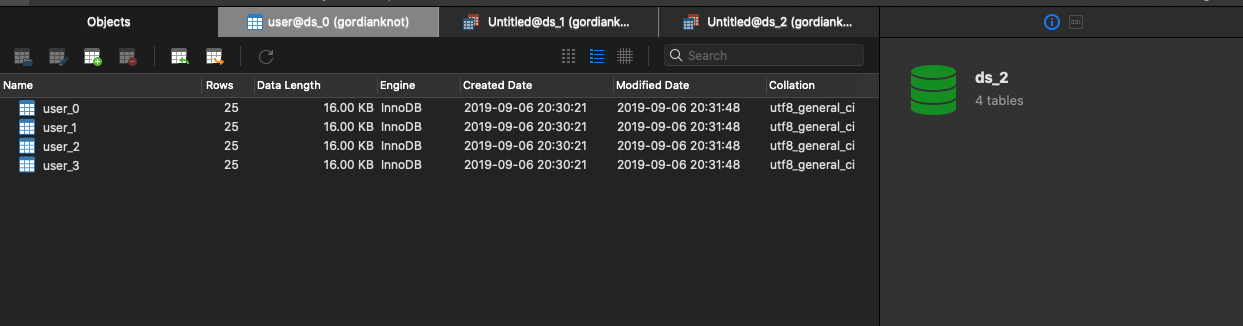 Objects
user@ds_0 (gordianknot)
Untitled@ds_1 (gordiank...
Untitled@ds_2 (gordiank...
Search
Name Rows Data Length Engine Created Date Modified Date Collation
user_0 25 16.00 KB InnoDB 2019-09-06 20:30:21 2019-09-06 20:31:48 utf8_general_ci
user_1 25 16.00 KB InnoDB 2019-09-06 20:30:21 2019-09-06 20:31:48 utf8_general_ci
user_2 25 16.00 KB InnoDB 2019-09-06 20:30:21 2019-09-06 20:31:48 utf8_general_ci
user_3 25 16.00 KB InnoDB 2019-09-06 20:30:21 2019-09-06 20:31:48 utf8_general_ci
ds_2
4 tables